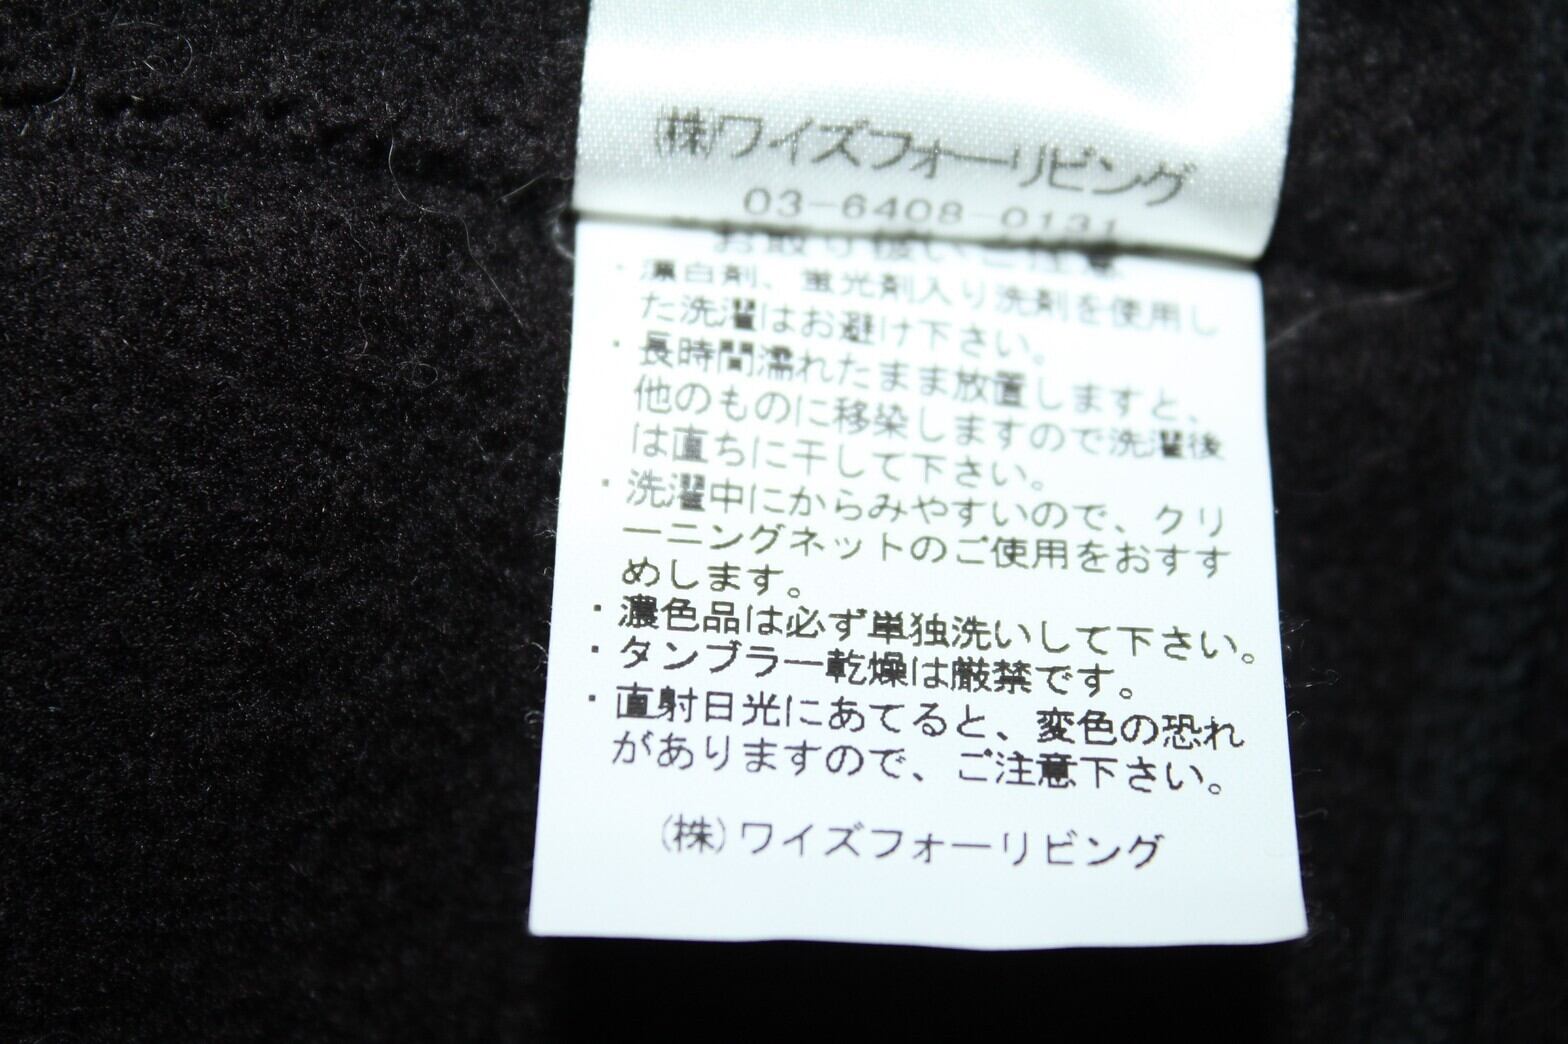 (株)ワイズフォーリビング
03-6408-0131
お取り扱いご注意
・漂白剤、蛍光剤入り洗剤を使用し
た洗濯はお避け下さい。
・長時間濡れたまま放置しますと、
他のものに移染しますので洗濯後
は直ちに干して下さい。
・洗濯中にからみやすいので、クリ
ーニングネットのご使用をおすす
めします。
・濃色品は必ず単独洗いして下さい。
・タンブラー乾燥は厳禁です。
・直射日光にあてると、変色の恐れ
がありますので、ご注意下さい。
(株)ワイズフォーリビング